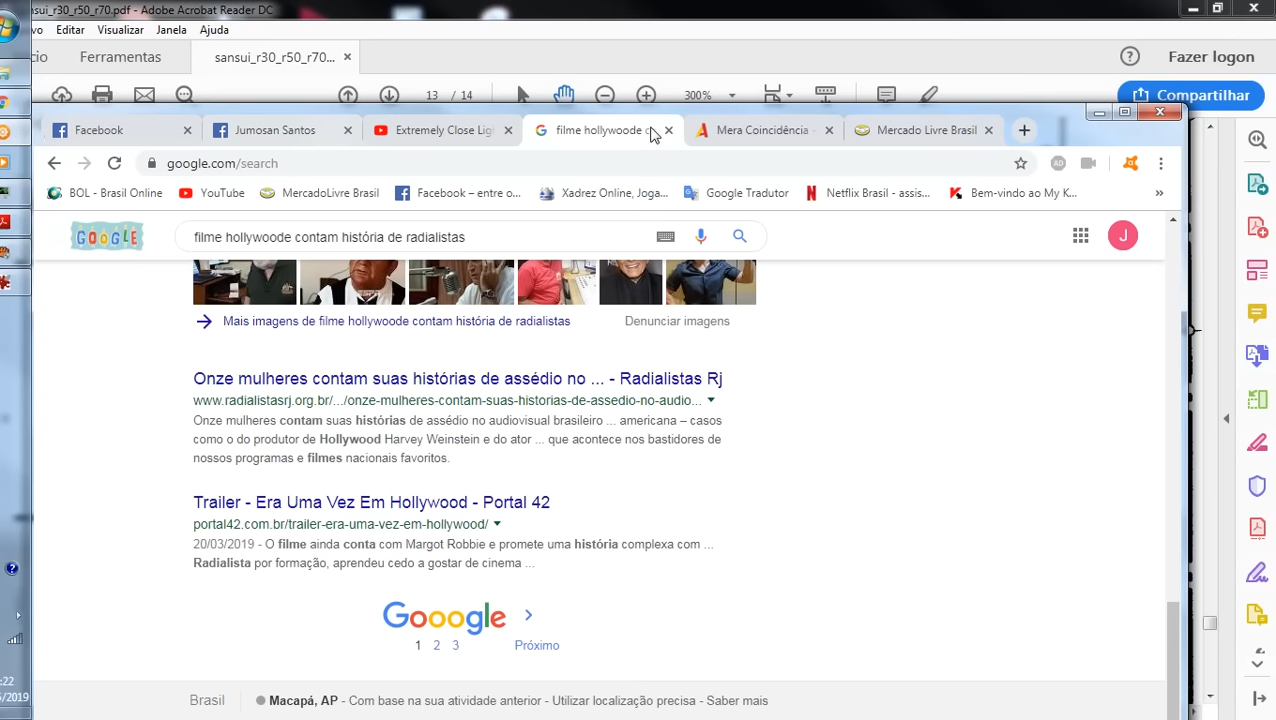 nsui_r30_r50_r70.pdf - Adobe Acrobat Reader DC
vo Editar Visualizar Janela Ajuda
cio Ferramentas sansui_r30_r50_r70... Fazer logon
13 / 14 300% Compartilhar
Facebook Jumosan Santos Extremely Close Lig filme hollywoode c Mera Coincidência - Mercado Livre Brasil
google.com/search
BOL - Brasil Online YouTube MercadoLivre Brasil Facebook – entre o... Xadrez Online, Joga... Google Tradutor Netflix Brasil - assis... Bem-vindo ao My K... »
GOOGLE filme hollywoode contam história de radialistas J
Mais imagens de filme hollywoode contam história de radialistas Denunciar imagens
Onze mulheres contam suas histórias de assédio no ... - Radialistas Rj
www.radialistasrj.org.br/.../onze-mulheres-contam-suas-historias-de-assedio-no-audio...
Onze mulheres contam suas histórias de assédio no audiovisual brasileiro ... americana – casos
como o do produtor de Hollywood Harvey Weinstein e do ator ... que acontece nos bastidores de
nossos programas e filmes nacionais favoritos.
Trailer - Era Uma Vez Em Hollywood - Portal 42
portal42.com.br/trailer-era-uma-vez-em-hollywood/
20/03/2019 - O filme ainda conta com Margot Robbie e promete uma história complexa com ...
Radialista por formação, aprendeu cedo a gostar de cinema ...
Gooogle
1 2 3 Próximo
:22
/2019
Brasil Macapá, AP - Com base na sua atividade anterior - Utilizar localização precisa - Saber mais